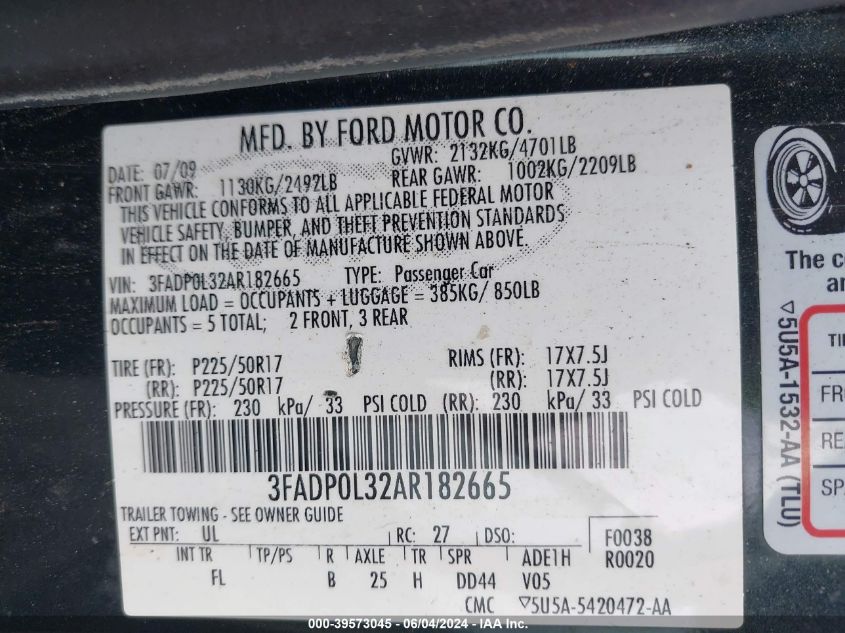 MFD. BY FORD MOTOR CO.
DATE: 07/09 GVWR: 2132KG/4701LB
FRONT GAWR: 1130KG/2492LB REAR GAWR: 1002KG/2209LB
THIS VEHICLE CONFORMS TO ALL APPLICABLE FEDERAL MOTOR
VEHICLE SAFETY, BUMPER, AND THEFT PREVENTION STANDARDS
IN EFFECT ON THE DATE OF MANUFACTURE SHOWN ABOVE.
VIN: 3FADP0L32AR182665 TYPE: Passenger Car
MAXIMUM LOAD = OCCUPANTS + LUGGAGE = 385KG/ 850LB
OCCUPANTS = 5 TOTAL; 2 FRONT, 3 REAR
TIRE (FR): P225/50R17 RIMS (FR): 17X7.5J
(RR): P225/50R17 (RR): 17X7.5J
PRESSURE (FR): 230 kPa/ 33 PSI COLD (RR): 230 kPa/ 33 PSI COLD
3FADP0L32AR182665
TRAILER TOWING - SEE OWNER GUIDE
EXT PNT: UL RC: 27 DSO: F0038
INT TR TP/PS R AXLE TR SPR ADE1H R0020
FL B 25 H DD44 V05
CMC ▽5U5A-5420472-AA
▽5U5A-1532-AA (TLU)
The c
an
TI
FR
RE
SP
000-39573045 - 06/04/2024 - IAA Inc.